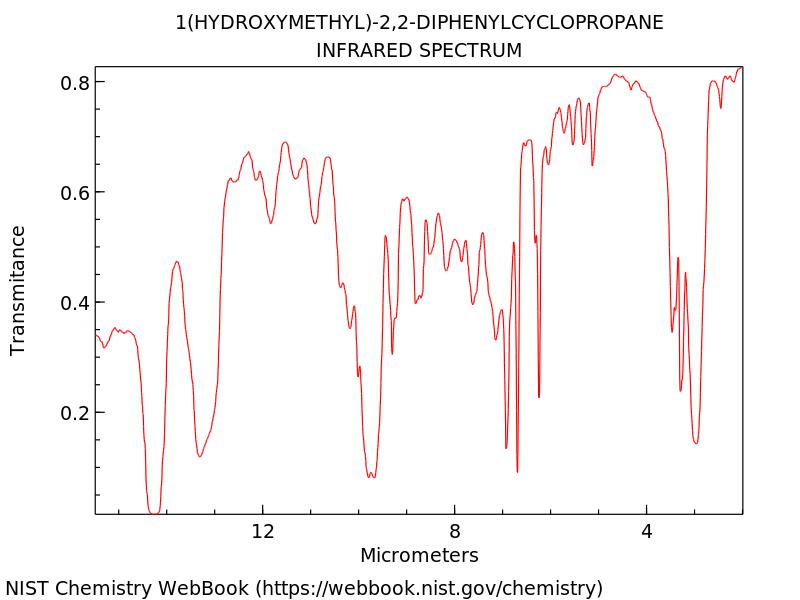 1(HYDROXYMETHYL)-2,2-DIPHENYLCYCLOPROPANE
INFRARED SPECTRUM
0.8
0.6
0.4
0.2
Transmitance
12
8
4
Micrometers
NIST Chemistry WebBook (https://webbook.nist.gov/chemistry)